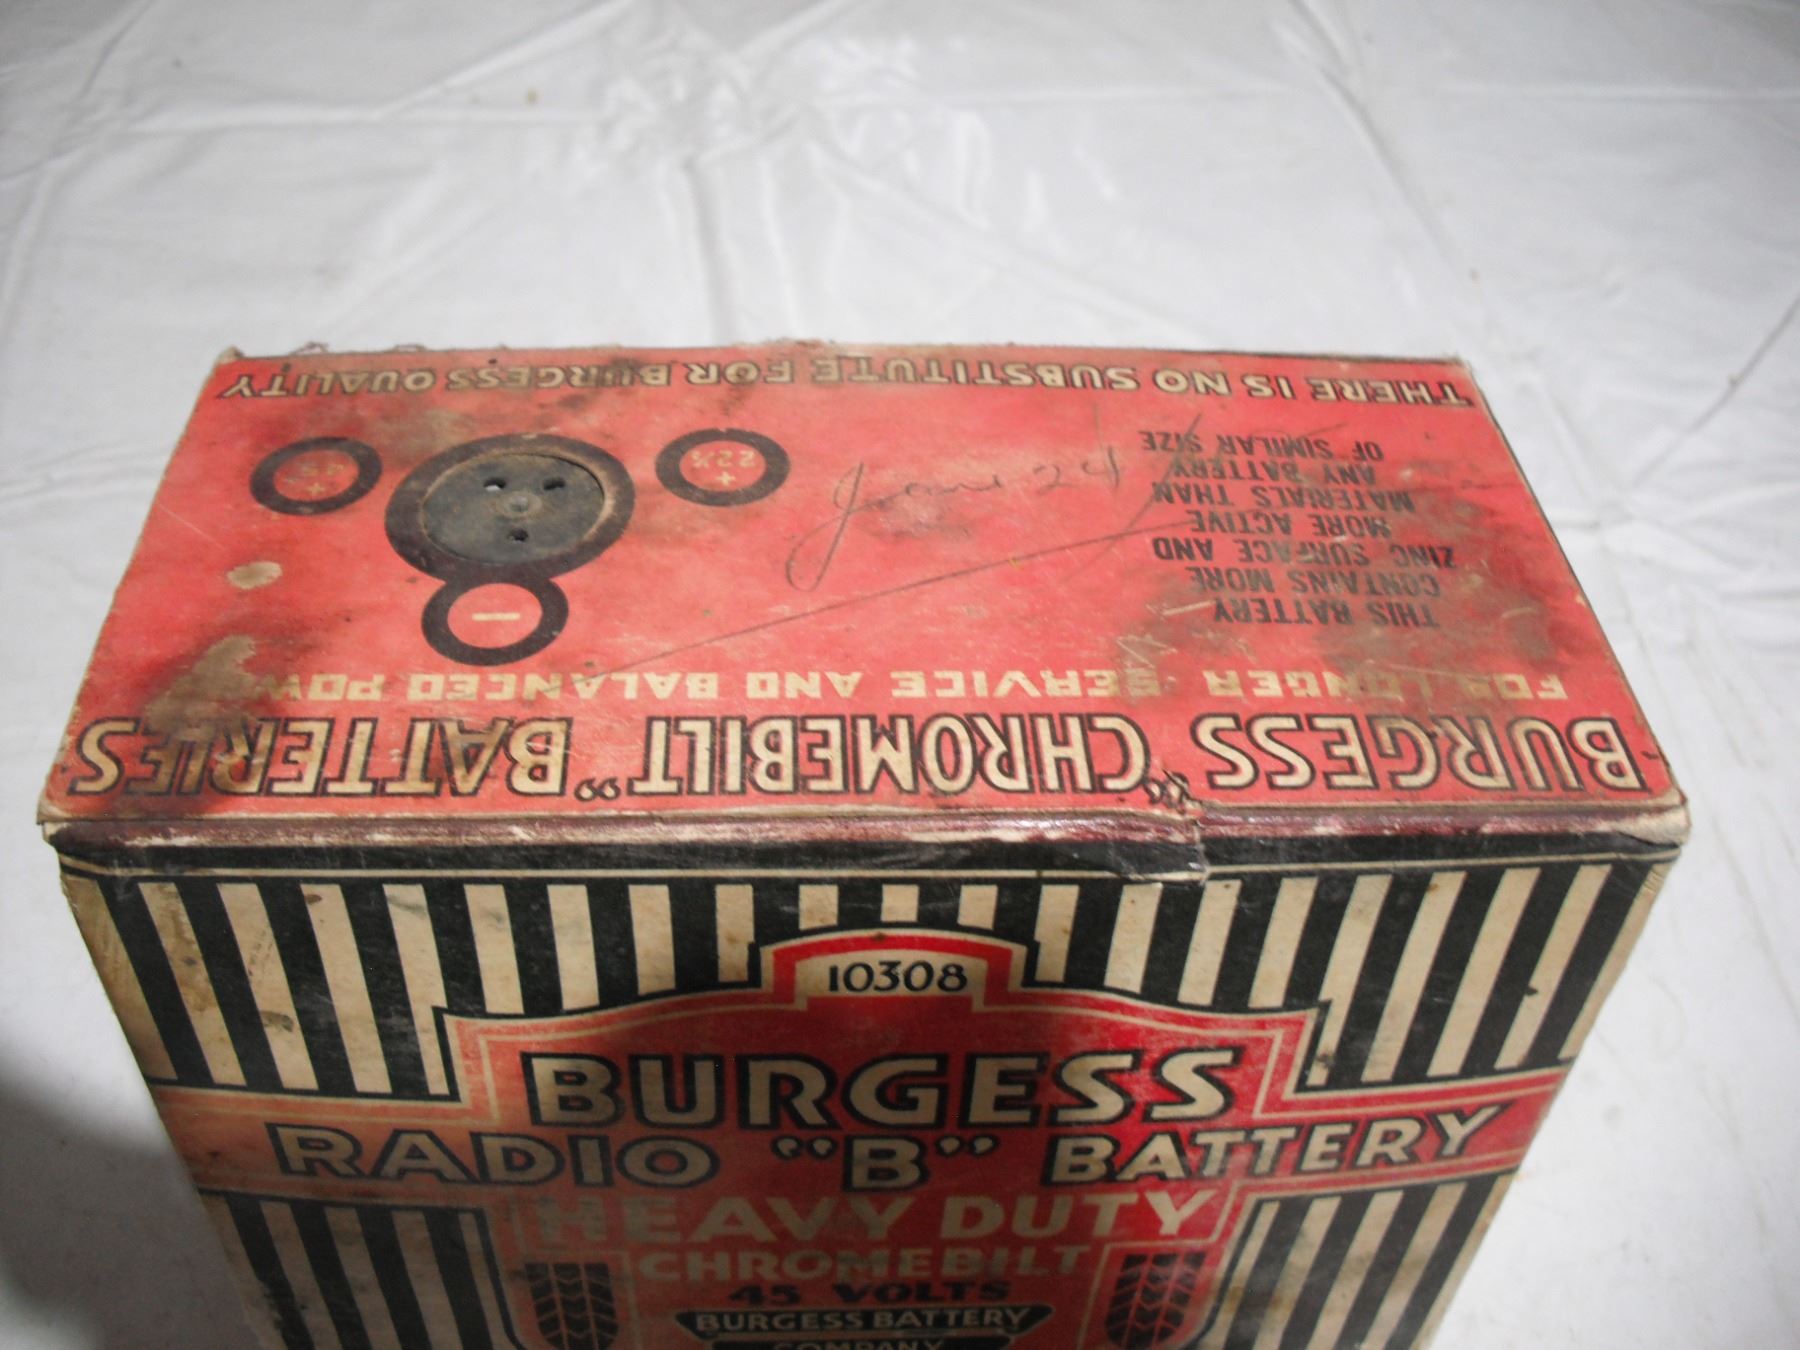 THERE IS NO SUBSTITUTE FOR BURGESS QUALITY
+
45
+
22½
–
Jan 24
THIS BATTERY
CONTAINS MORE
ZINC SURFACE AND
MORE ACTIVE
MATERIALS THAN
ANY BATTERY
OF SIMILAR SIZE
FOR LONGER SERVICE AND BALANCED POW
BURGESS "CHROMEBILT" BATTERIES
10308
BURGESS
RADIO "B" BATTERY
HEAVY DUTY
CHROMEBILT
45 VOLTS
BURGESS BATTERY
COMPANY